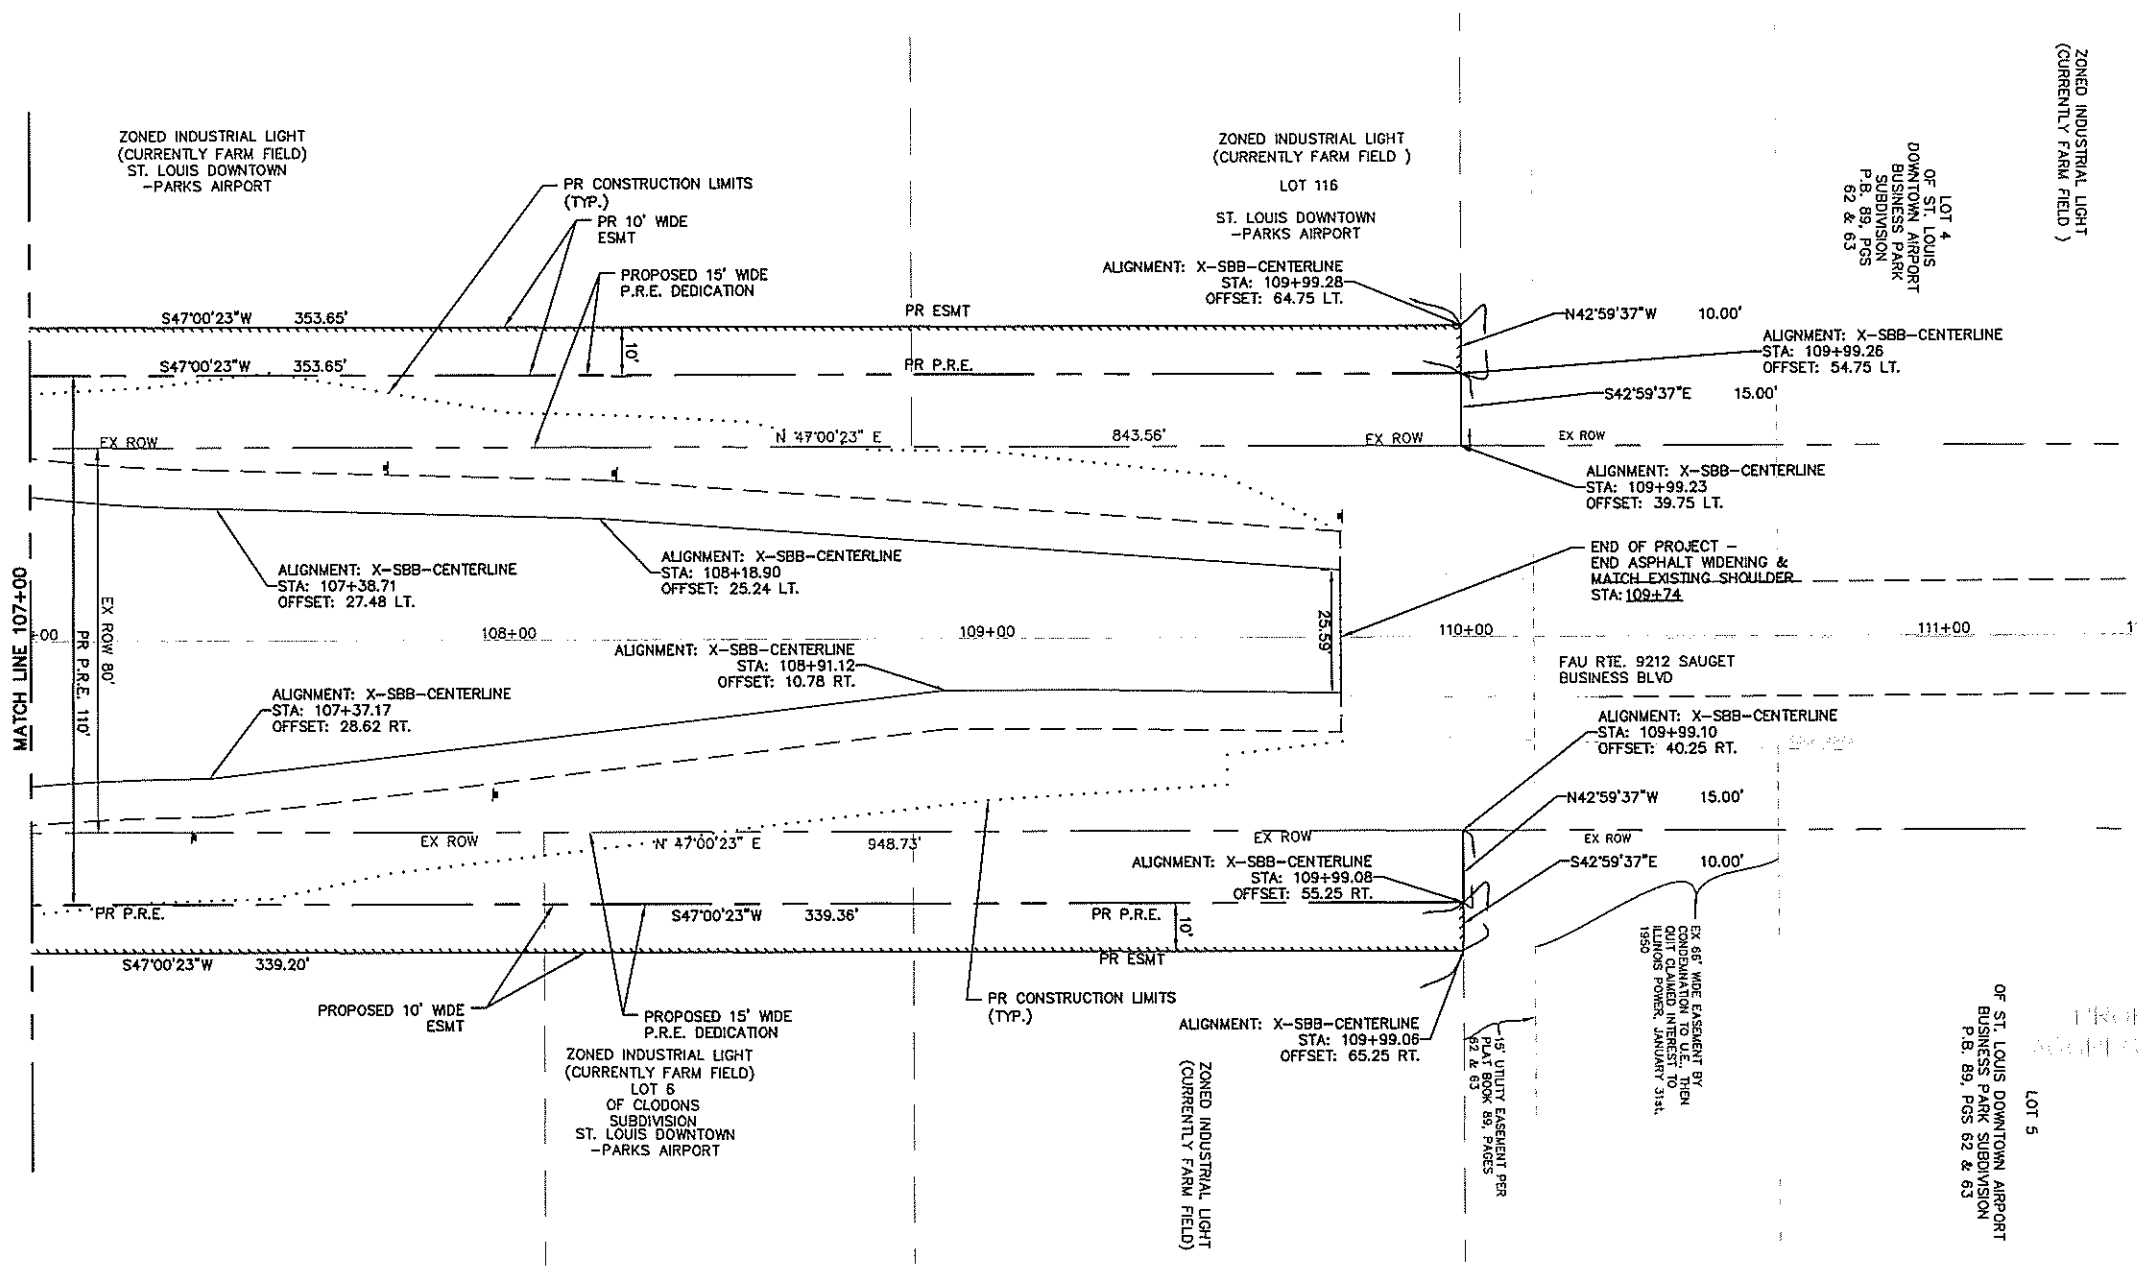 ZONED INDUSTRIAL LIGHT
(CURRENTLY FARM FIELD)
ST. LOUIS DOWNTOWN
-PARKS AIRPORT
PR CONSTRUCTION LIMITS
(TYP.)
PR 10' WIDE
ESMT
PROPOSED 15' WIDE
P.R.E. DEDICATION
ZONED INDUSTRIAL LIGHT
(CURRENTLY FARM FIELD )
LOT 116
ST. LOUIS DOWNTOWN
-PARKS AIRPORT
ALIGNMENT: X-SBB-CENTERLINE
STA: 109+99.28
OFFSET: 64.75 LT.
ZONED INDUSTRIAL LIGHT
(CURRENTLY FARM FIELD )
LOT 4
OF ST. LOUIS
DOWNTOWN AIRPORT
BUSINESS PARK
SUBDIVISION
P.B. 89, PGS
62 & 63
S47°00'23"W 353.65'
PR ESMT
N42°59'37"W 10.00'
ALIGNMENT: X-SBB-CENTERLINE
STA: 109+99.26
OFFSET: 54.75 LT.
10'
S47°00'23"W 353.65'
PR P.R.E.
S42°59'37"E 15.00'
EX ROW
N 47°00'23" E 843.56'
EX ROW
EX ROW
ALIGNMENT: X-SBB-CENTERLINE
STA: 109+99.23
OFFSET: 39.75 LT.
ALIGNMENT: X-SBB-CENTERLINE
STA: 107+38.71
OFFSET: 27.48 LT.
ALIGNMENT: X-SBB-CENTERLINE
STA: 108+18.90
OFFSET: 25.24 LT.
END OF PROJECT -
END ASPHALT WIDENING &
MATCH EXISTING SHOULDER
STA: 109+74
MATCH LINE 107+00
EX ROW 80'
PR P.R.E. 110'
+00
108+00
109+00
25.59'
110+00
111+00
ALIGNMENT: X-SBB-CENTERLINE
STA: 108+91.12
OFFSET: 10.78 RT.
FAU RTE. 9212 SAUGET
BUSINESS BLVD
ALIGNMENT: X-SBB-CENTERLINE
STA: 107+37.17
OFFSET: 28.62 RT.
ALIGNMENT: X-SBB-CENTERLINE
STA: 109+99.10
OFFSET: 40.25 RT.
N42°59'37"W 15.00'
EX ROW
N 47°00'23" E 948.73'
EX ROW
EX ROW
S42°59'37"E 10.00'
ALIGNMENT: X-SBB-CENTERLINE
STA: 109+99.08
OFFSET: 55.25 RT.
PR P.R.E.
S47°00'23"W 339.36'
PR P.R.E.
10'
S47°00'23"W 339.20'
PR ESMT
PROPOSED 10' WIDE
ESMT
PROPOSED 15' WIDE
P.R.E. DEDICATION
PR CONSTRUCTION LIMITS
(TYP.)
ALIGNMENT: X-SBB-CENTERLINE
STA: 109+99.06
OFFSET: 65.25 RT.
ZONED INDUSTRIAL LIGHT
(CURRENTLY FARM FIELD)
LOT 6
OF CLODONS
SUBDIVISION
ST. LOUIS DOWNTOWN
-PARKS AIRPORT
ZONED INDUSTRIAL LIGHT
(CURRENTLY FARM FIELD)
15' UTILITY EASEMENT PER
PLAT BOOK 89, PAGES
62 & 63
EX 66' WIDE EASEMENT BY
CONDEMNATION TO U.E., THEN
QUIT CLAIMED INTEREST TO
ILLINOIS POWER, JANUARY 31st,
1950
LOT 5
OF ST. LOUIS DOWNTOWN AIRPORT
BUSINESS PARK SUBDIVISION
P.B. 89, PGS 62 & 63